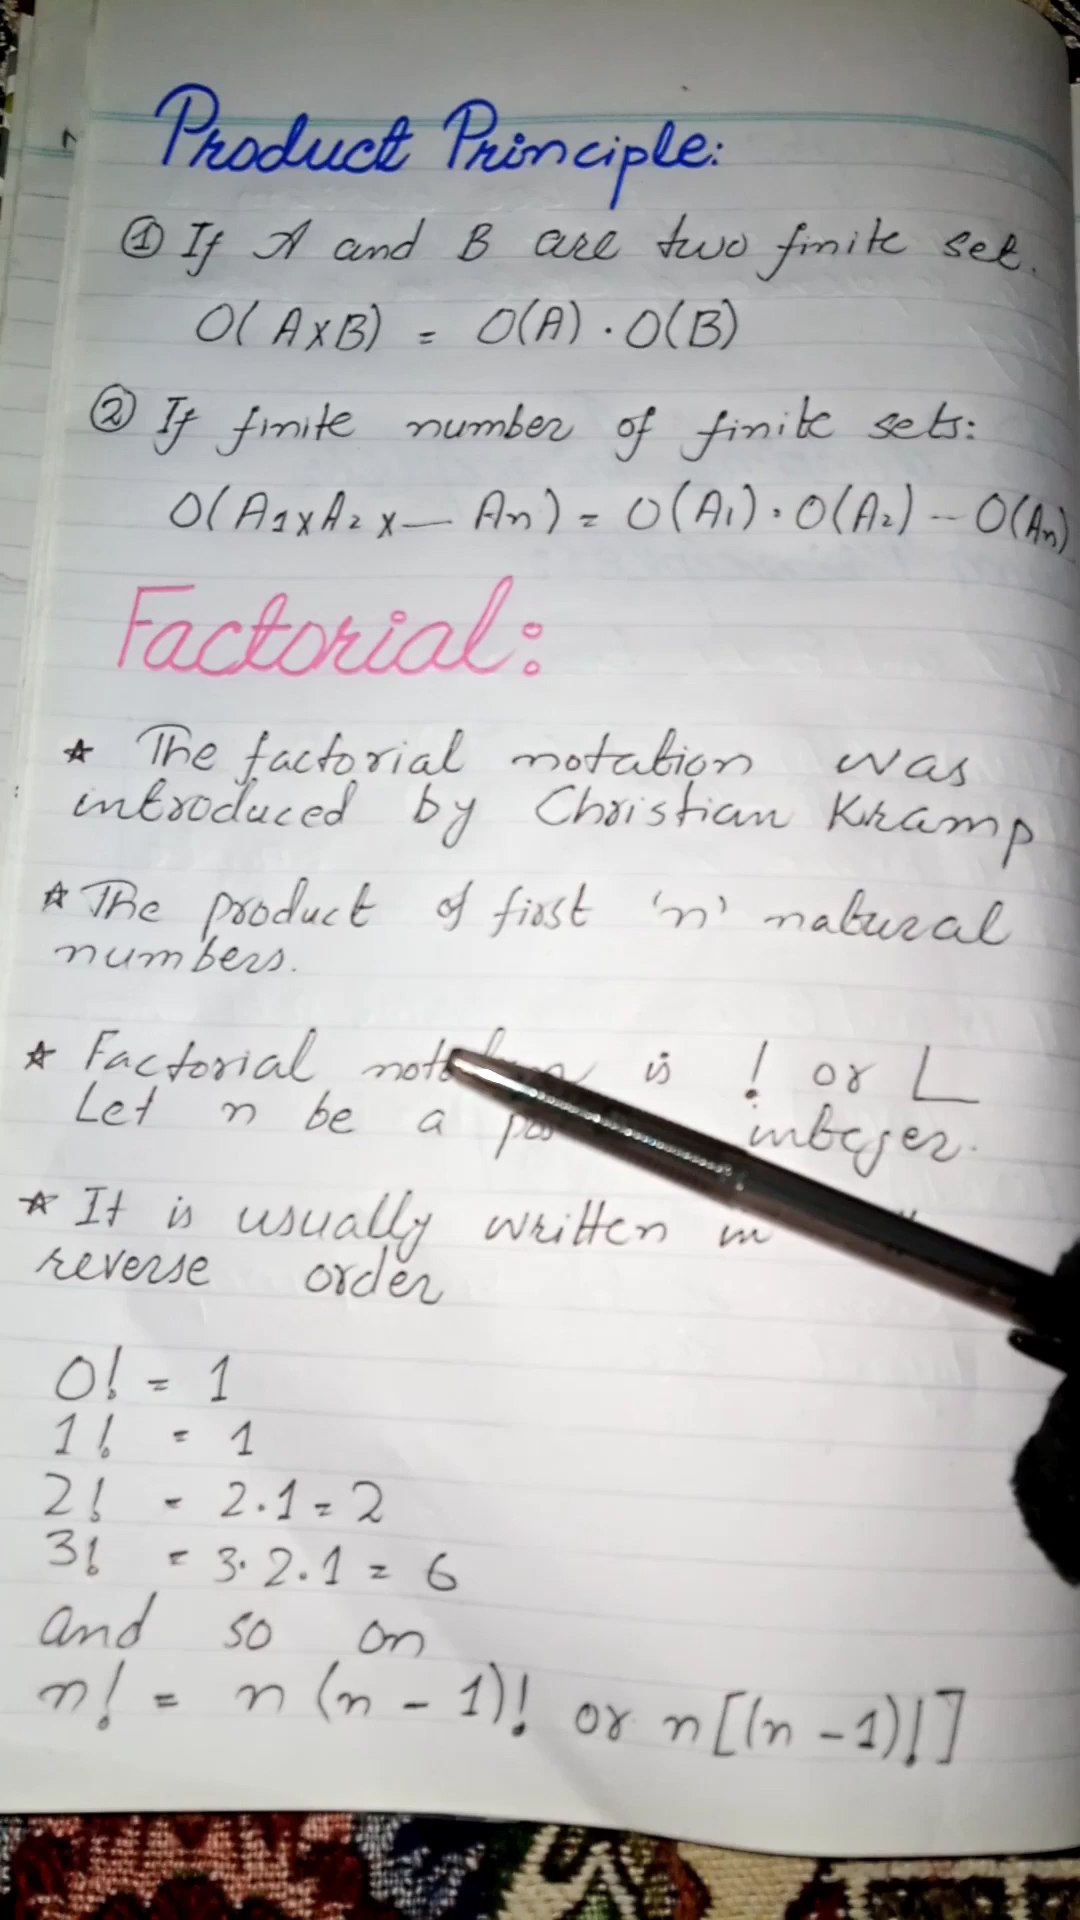 Product Principle:
① If A and B are two finite set.
O(A×B) = O(A)·O(B)
② If finite number of finite sets:
O(A1×A2×— An) = O(A1)·O(A2)--O(An)
Factorial:
☆ The factorial notation was
introduced by Christian Kramp
☆ The product of first 'n' natural
numbers.
☆ Factorial is ! or L
Let n be a integer.
☆ It is usually written in
reverse order
0! = 1
1! = 1
2! = 2.1 = 2
3! = 3.2.1 = 6
and so on
n! = n(n-1)! or n[(n-1)!]